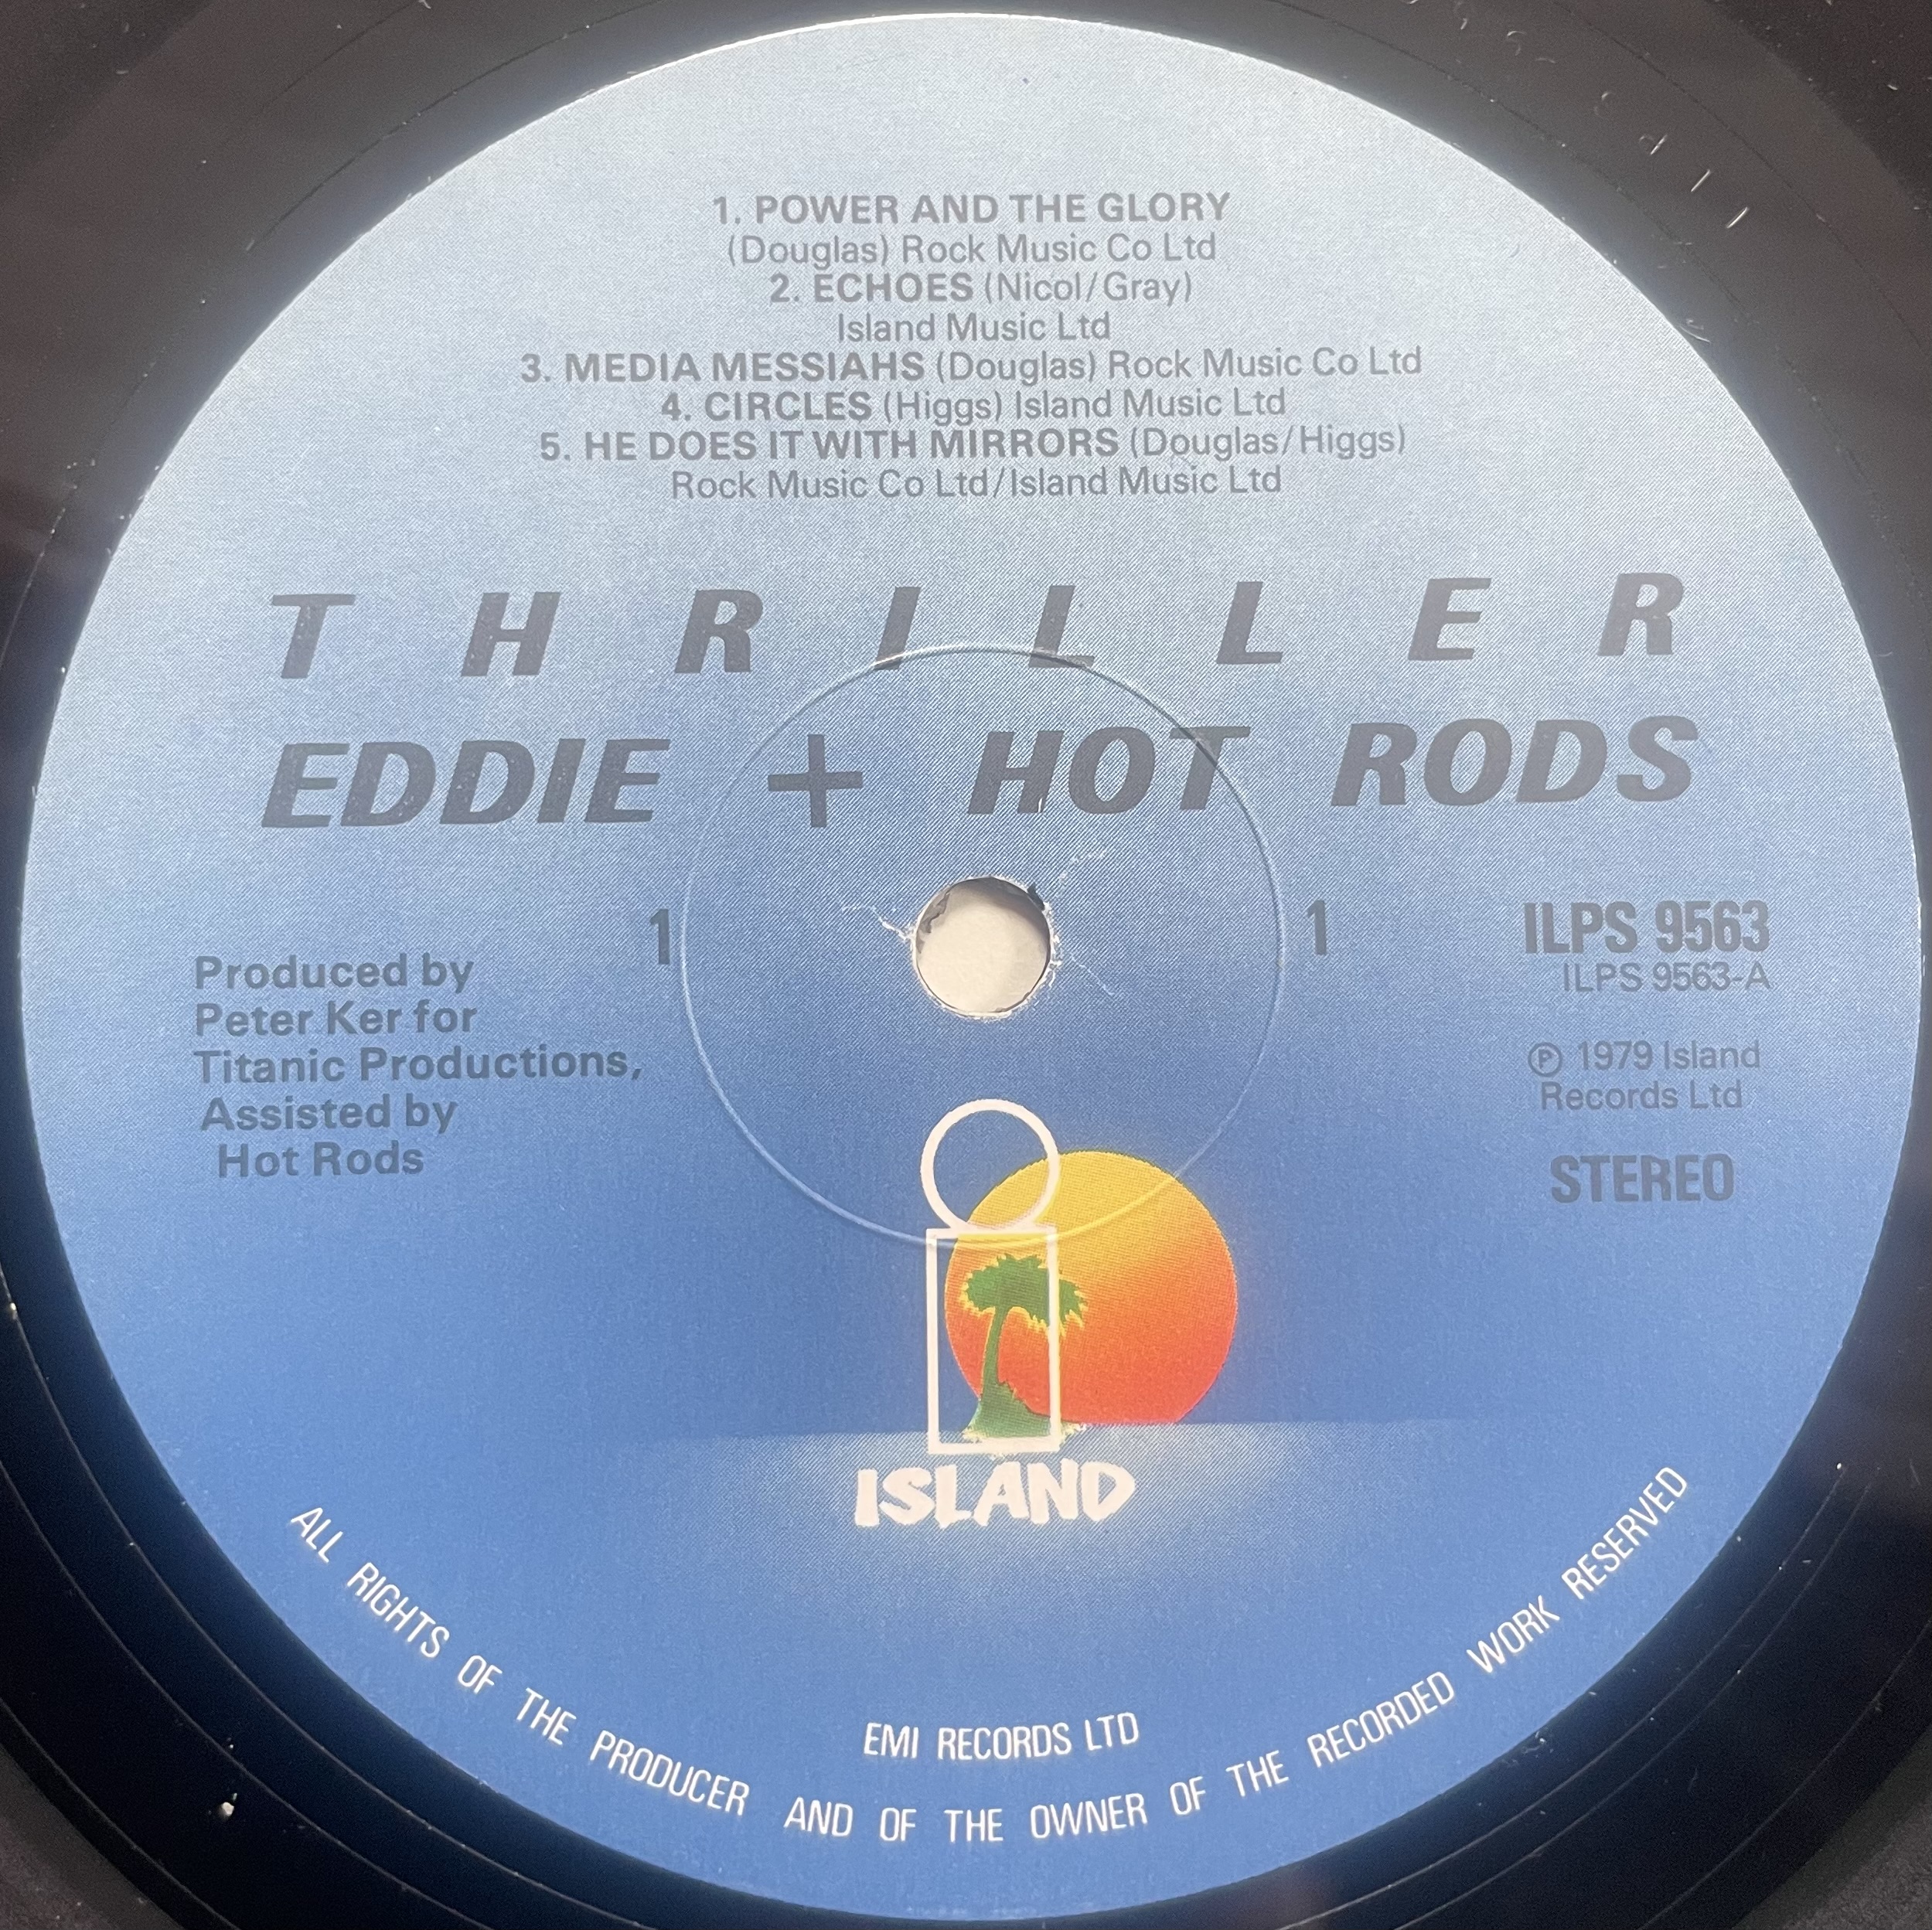 1. POWER AND THE GLORY
(Douglas) Rock Music Co Ltd
2. ECHOES (Nicol/Gray)
Island Music Ltd
3. MEDIA MESSIAHS (Douglas) Rock Music Co Ltd
4. CIRCLES (Higgs) Island Music Ltd
5. HE DOES IT WITH MIRRORS (Douglas/Higgs)
Rock Music Co Ltd/Island Music Ltd
THRILLER
EDDIE + HOT RODS
1
1
Produced by
Peter Ker for
Titanic Productions,
Assisted by
Hot Rods
ILPS 9563
ILPS 9563-A
℗ 1979 Island
Records Ltd
STEREO
ISLAND
EMI RECORDS LTD
ALL RIGHTS OF THE PRODUCER AND OF THE OWNER OF THE RECORDED WORK RESERVED